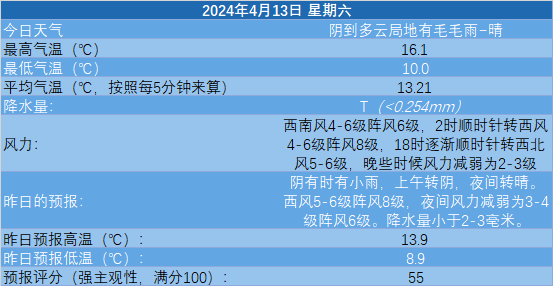 2024年4月13日 星期六
今日天气 阴到多云局地有毛毛雨-晴
最高气温（℃） 16.1
最低气温（℃） 10.0
平均气温（℃，按照每5分钟来算） 13.21
降水量： T（<0.254mm）
风力： 西南风4-6级阵风6级，2时顺时针转西风
4-6级阵风8级，18时逐渐顺时针转西北
风5-6级，晚些时候风力减弱为2-3级
昨日的预报： 阴有时有小雨，上午转阴，夜间转晴。
西风5-6级阵风8级，夜间风力减弱为3-4
级阵风6级。降水量小于2-3毫米。
昨日预报高温（℃）： 13.9
昨日预报低温（℃）： 8.9
预报评分（强主观性，满分100）： 55